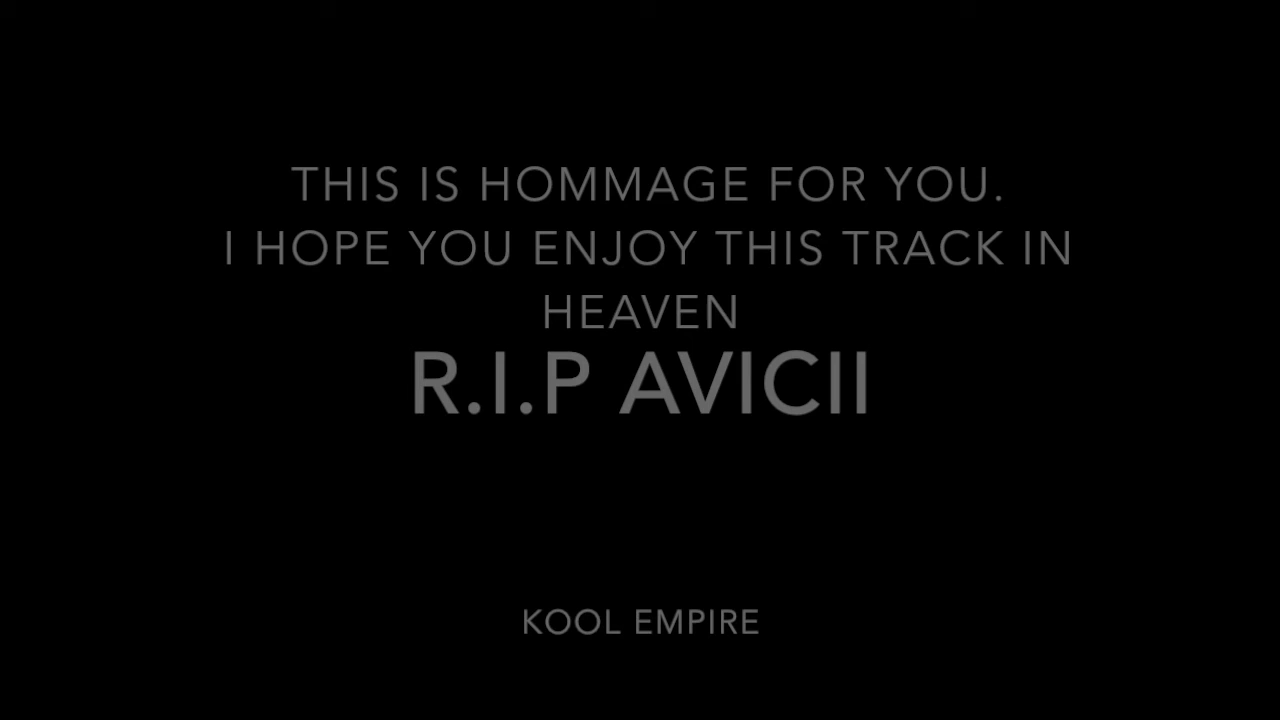 THIS IS HOMMAGE FOR YOU.
I HOPE YOU ENJOY THIS TRACK IN
HEAVEN
R.I.P AVICII
KOOL EMPIRE